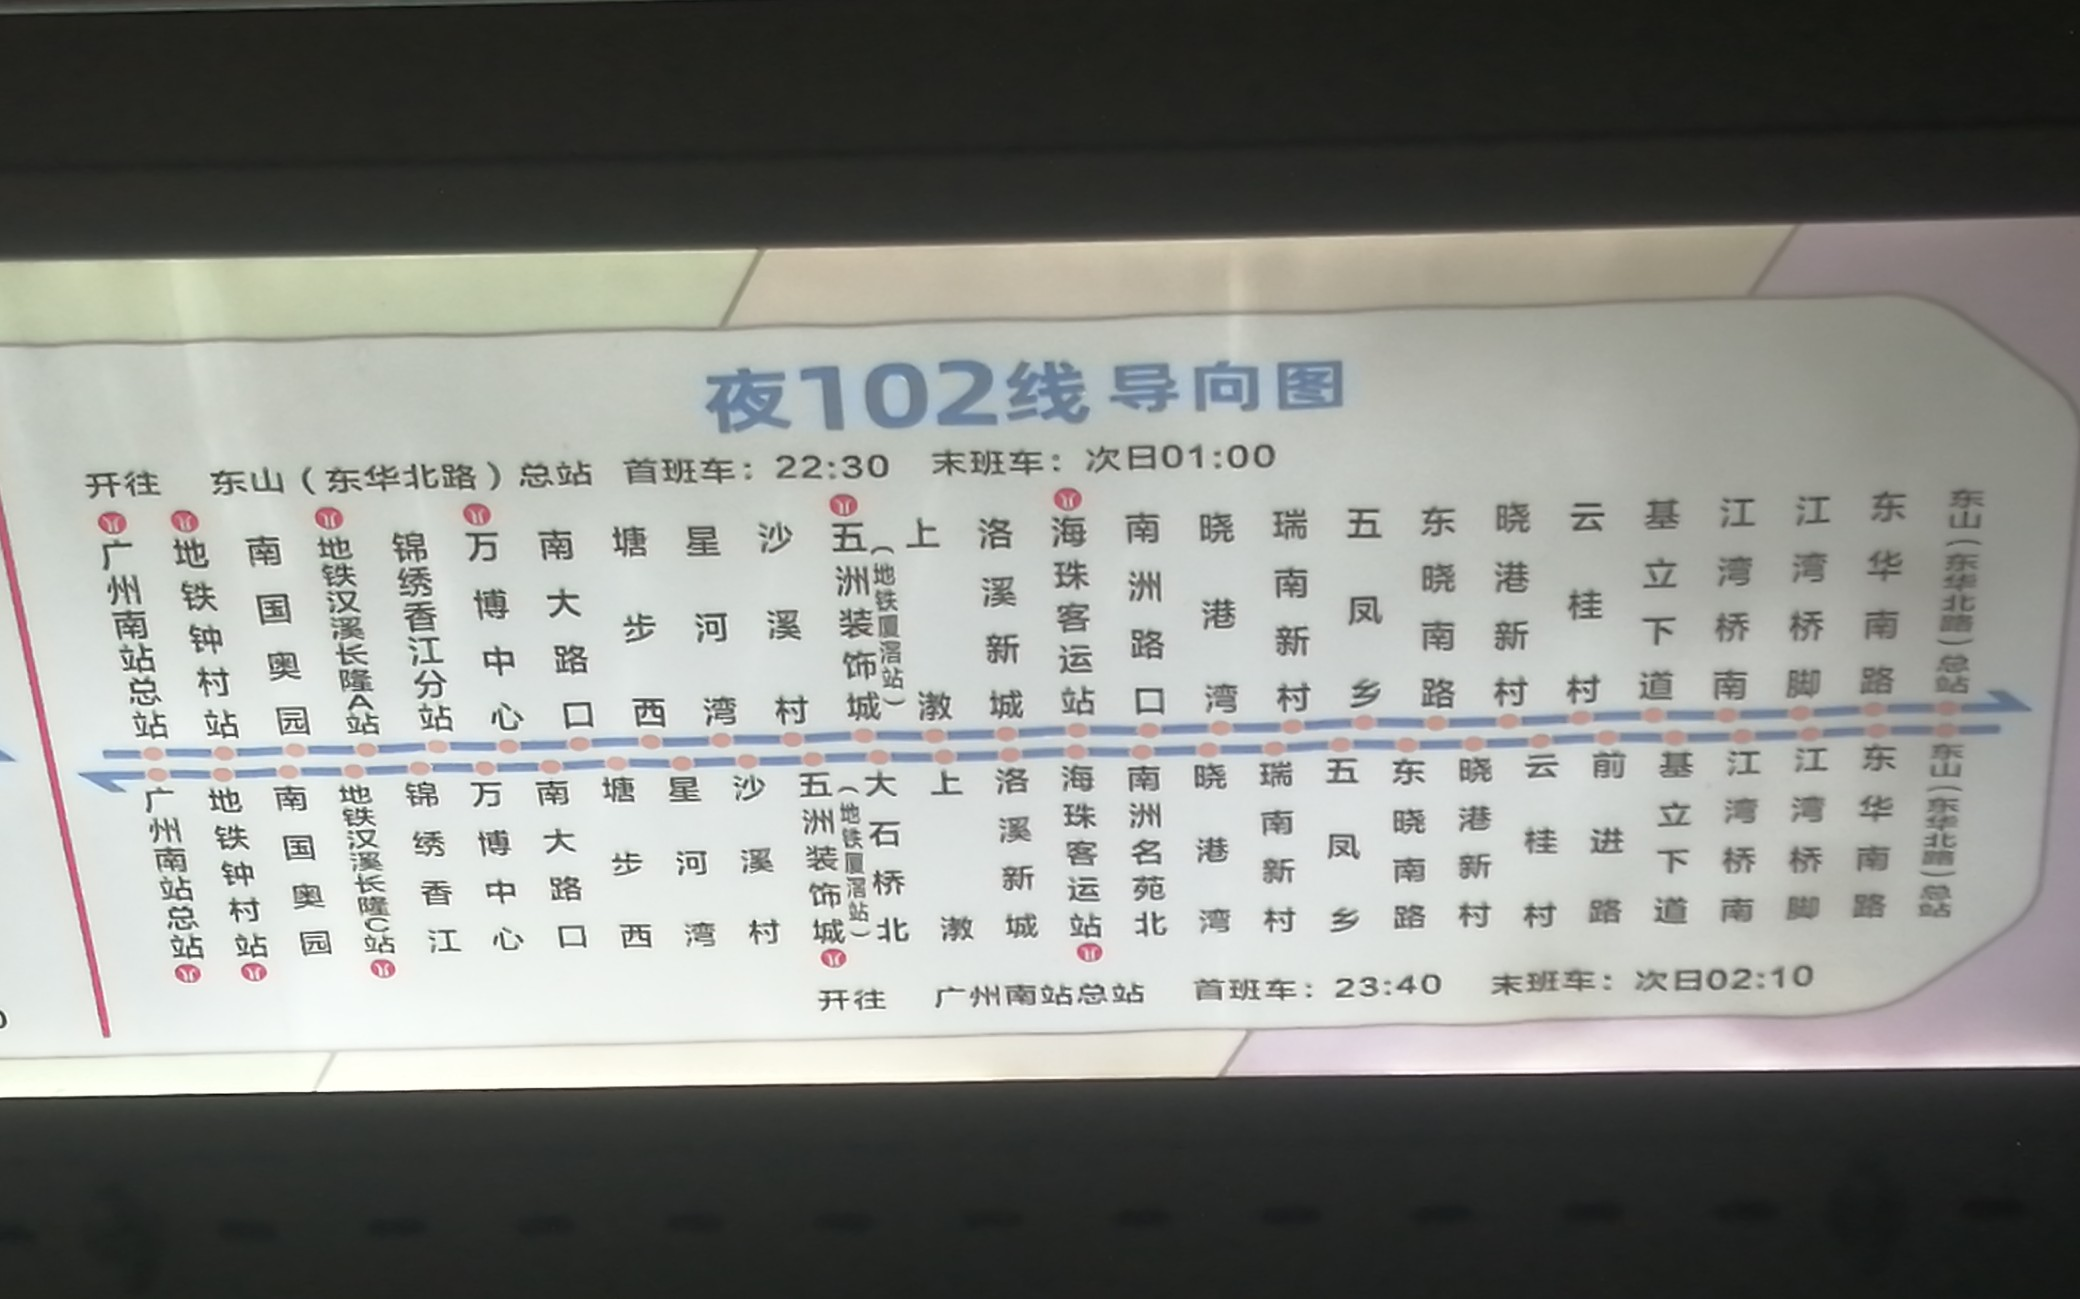 夜102线导向图
开往 东山（东华北路）总站 首班车：22:30 末班车：次日01:00
广州南站总站
地铁钟村站
南国奥园
地铁汉溪长隆A站
锦绣香江分站
万博中心
南大路口
塘步西
星河湾
沙溪村
五洲装饰城
（地铁厦滘站）
上漖
洛溪新城
海珠客运站
南洲路口
晓港湾
瑞南新村
五凤乡
东晓南路
晓港新村
云桂村
基立下道
江湾桥南
江湾桥脚
东华南路
东山（东华北路）总站
广州南站总站
地铁钟村站
南国奥园
地铁汉溪长隆C站
锦绣香江
万博中心
南大路口
塘步西
星河湾
沙溪村
五洲装饰城
（地铁厦滘站）
大石桥北
上漖
洛溪新城
海珠客运站
南洲名苑北
晓港湾
瑞南新村
五凤乡
东晓南路
晓港新村
云桂村
前进路
基立下道
江湾桥南
江湾桥脚
东华南路
东山（东华北路）总站
开往 广州南站总站 首班车：23:40 末班车：次日02:10